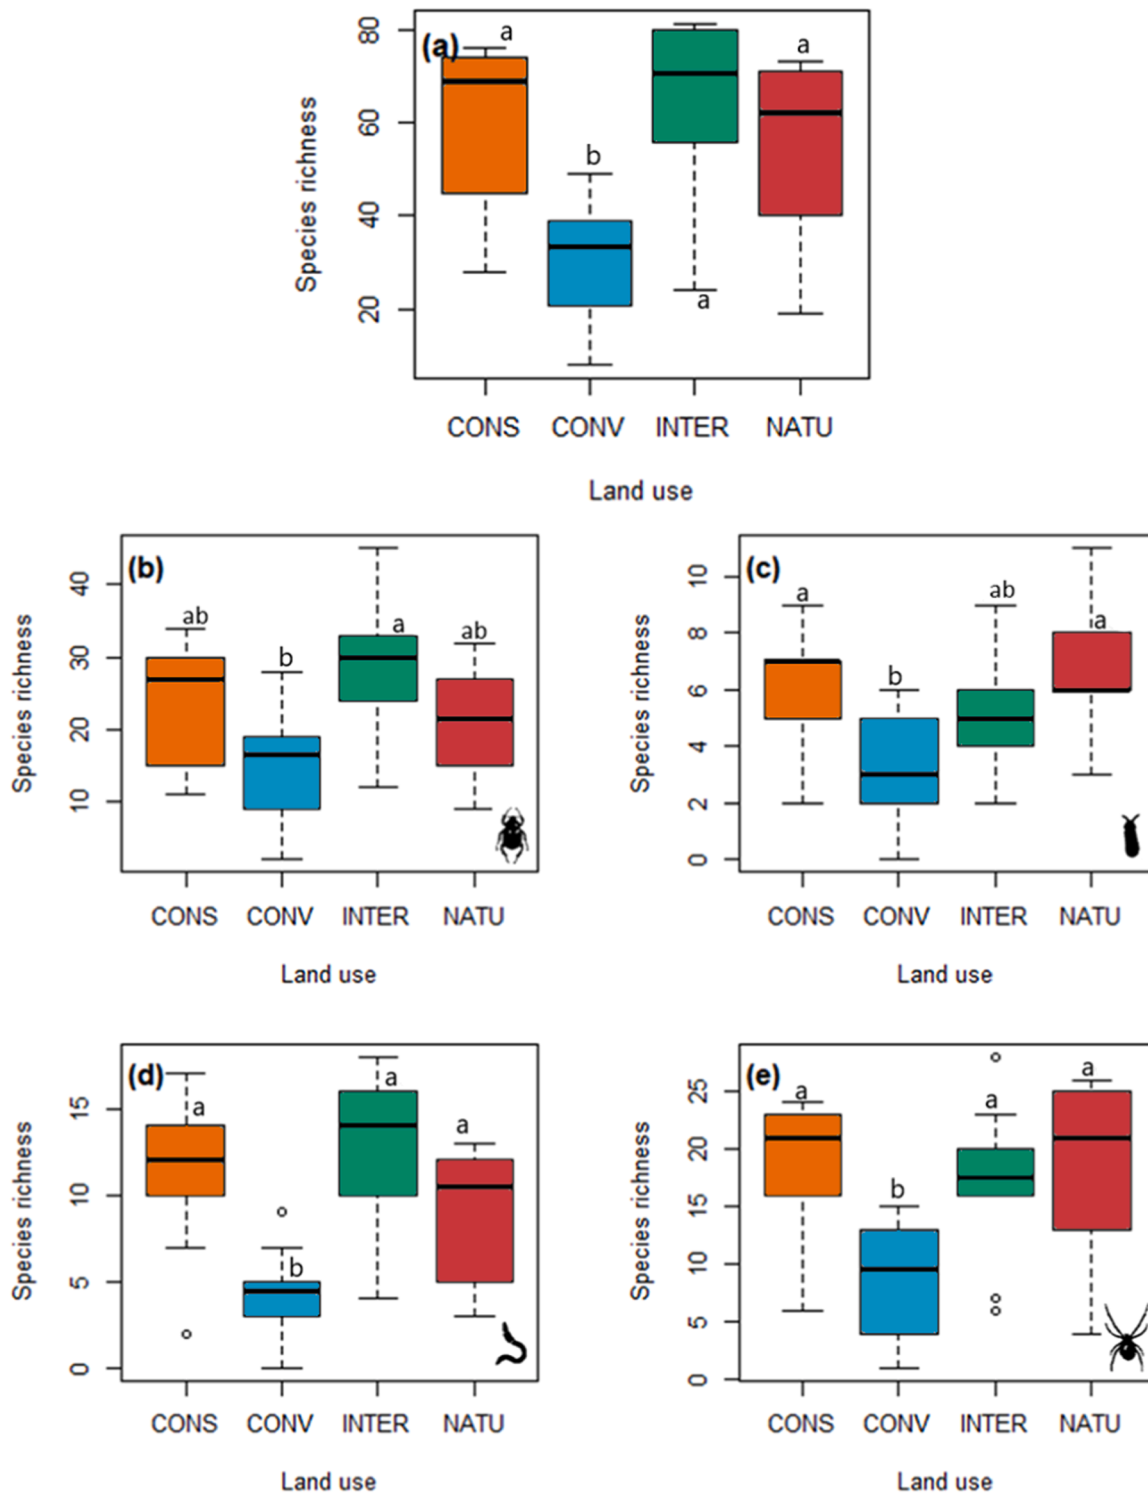 (a)
Species richness
80
60
40
20
a
b
a
a
CONS CONV INTER NATU
Land use
(b)
Species richness
40
30
20
10
ab
b
a
ab
CONS CONV INTER NATU
Land use
(c)
Species richness
10
8
6
4
2
0
a
b
ab
a
CONS CONV INTER NATU
Land use
(d)
Species richness
15
10
5
0
a
b
a
a
CONS CONV INTER NATU
Land use
(e)
Species richness
25
20
15
10
5
0
a
b
a
a
CONS CONV INTER NATU
Land use